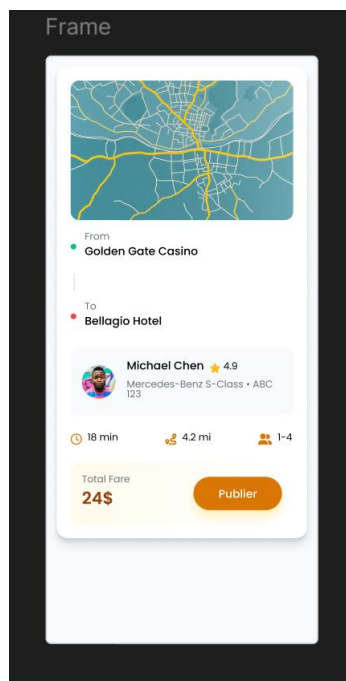 Frame
From
Golden Gate Casino
To
Bellagio Hotel
Michael Chen 4.9
Mercedes-Benz S-Class • ABC
123
18 min 4.2 mi 1-4
Total Fare
24$
Publier